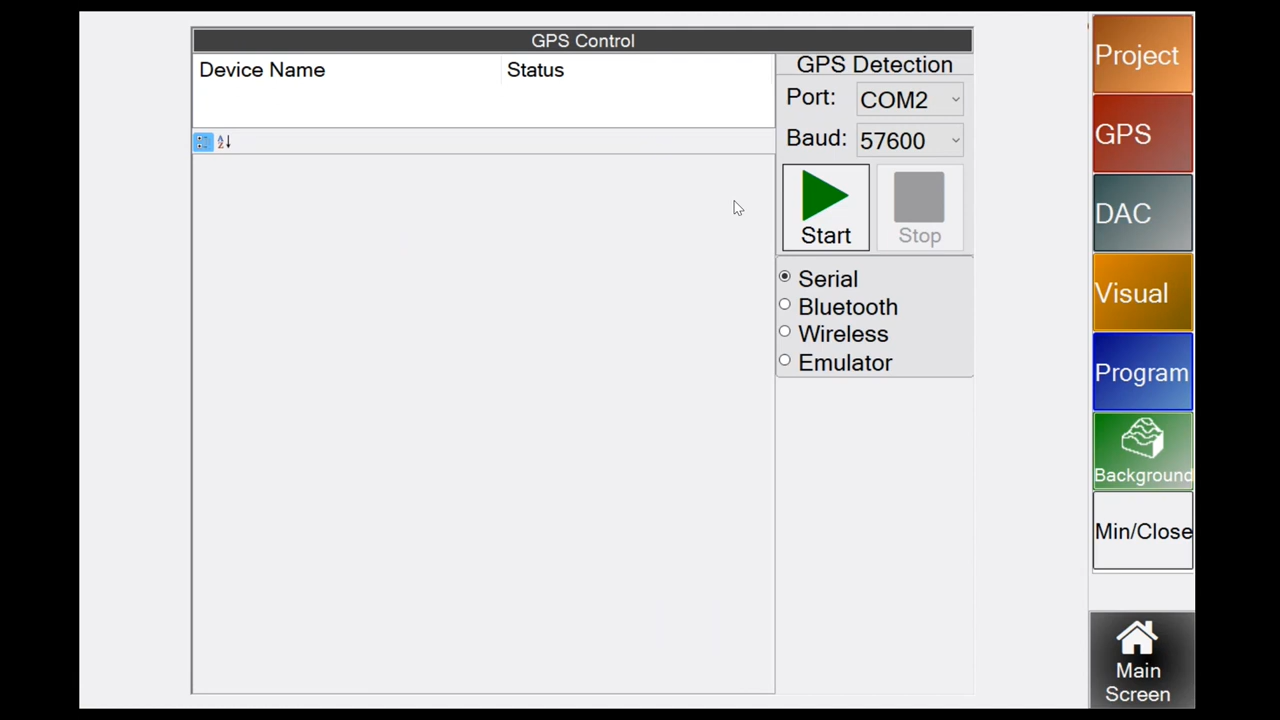 GPS Control
Device Name Status
GPS Detection
Port: COM2
Baud: 57600
Start Stop
Serial
Bluetooth
Wireless
Emulator
Project
GPS
DAC
Visual
Program
Background
Min/Close
Main
Screen